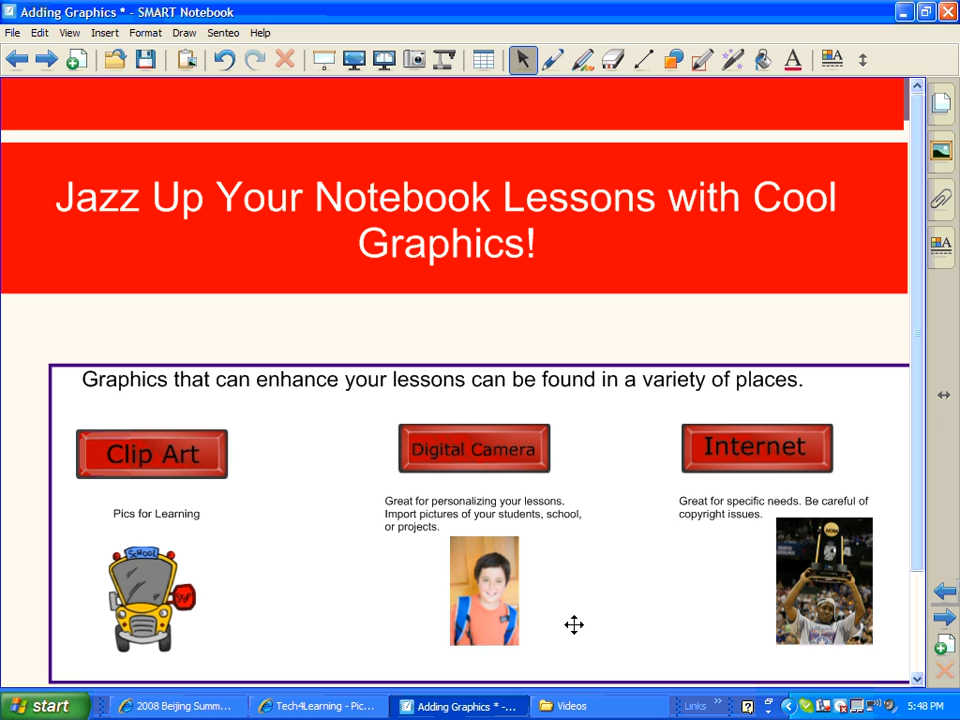 Adding Graphics * - SMART Notebook
File Edit View Insert Format Draw Senteo Help
Jazz Up Your Notebook Lessons with Cool
Graphics!
Graphics that can enhance your lessons can be found in a variety of places.
Clip Art
Digital Camera
Internet
Pics for Learning
Great for personalizing your lessons.
Import pictures of your students, school,
or projects.
Great for specific needs. Be careful of
copyright issues.
SCHOOL
start
2008 Beijing Summ...
Tech4Learning - Pic...
Adding Graphics * -...
Videos
Links
5:48 PM